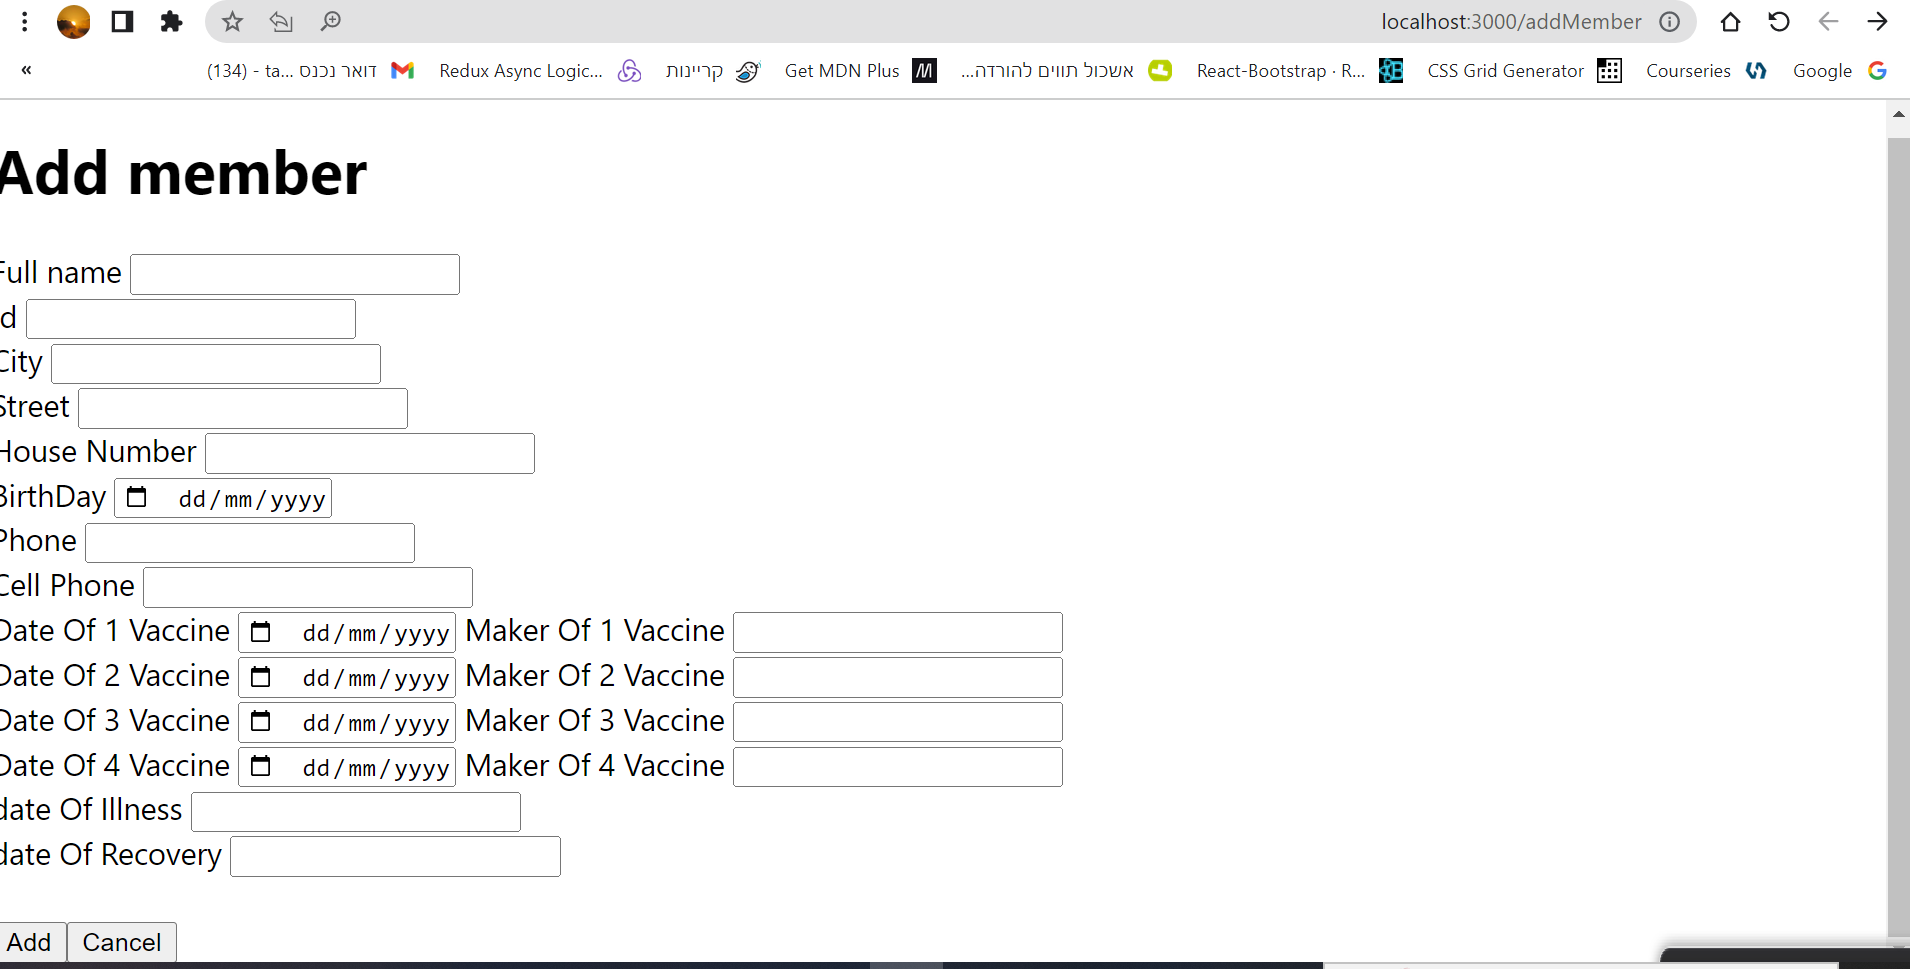 localhost:3000/addMember
« (134) - ta... דואר נכנס Redux Async Logic... קריינות Get MDN Plus אשכול תווים להורדה... React-Bootstrap · R... CSS Grid Generator Courseries Google
Add member
Full name
id
City
Street
House Number
BirthDay dd/mm/yyyy
Phone
Cell Phone
Date Of 1 Vaccine dd/mm/yyyy Maker Of 1 Vaccine
Date Of 2 Vaccine dd/mm/yyyy Maker Of 2 Vaccine
Date Of 3 Vaccine dd/mm/yyyy Maker Of 3 Vaccine
Date Of 4 Vaccine dd/mm/yyyy Maker Of 4 Vaccine
date Of Illness
date Of Recovery
Add Cancel